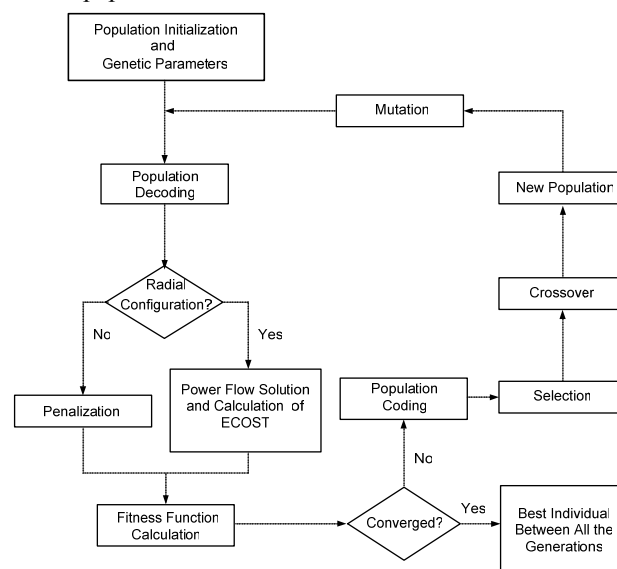 Population Initialization
and
Genetic Parameters
Mutation
Population
Decoding
New Population
Radial
Configuration?
Crossover
No
Yes
Power Flow Solution
and Calculation of
ECOST
Population
Coding
Selection
Penalization
No
Fitness Function
Calculation
Converged?
Yes
Best Individual
Between All the
Generations